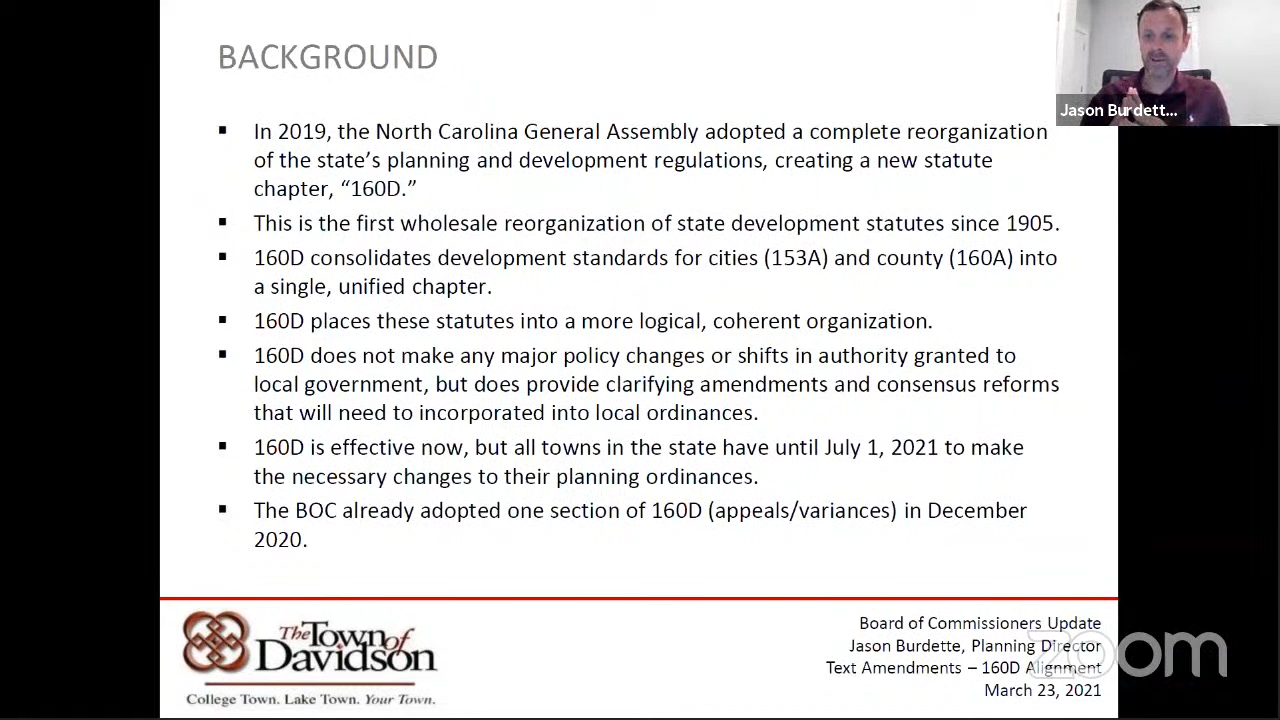 BACKGROUND
Jason Burdett...
▪ In 2019, the North Carolina General Assembly adopted a complete reorganization
of the state's planning and development regulations, creating a new statute
chapter, “160D.”
▪ This is the first wholesale reorganization of state development statutes since 1905.
▪ 160D consolidates development standards for cities (153A) and county (160A) into
a single, unified chapter.
▪ 160D places these statutes into a more logical, coherent organization.
▪ 160D does not make any major policy changes or shifts in authority granted to
local government, but does provide clarifying amendments and consensus reforms
that will need to incorporated into local ordinances.
▪ 160D is effective now, but all towns in the state have until July 1, 2021 to make
the necessary changes to their planning ordinances.
▪ The BOC already adopted one section of 160D (appeals/variances) in December
2020.
The Town of
Davidson
College Town. Lake Town. Your Town.
Board of Commissioners Update
Jason Burdette, Planning Director
Text Amendments – 160D Alignment
March 23, 2021
zoom